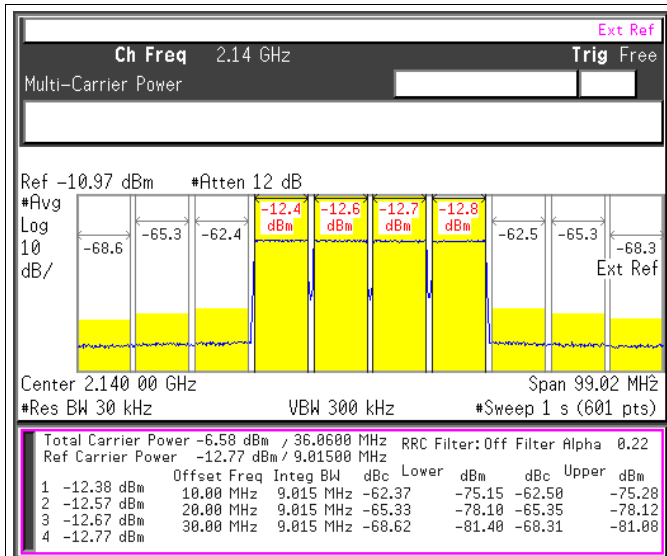 Ext Ref
Ch Freq 2.14 GHz Trig Free
Multi-Carrier Power
Ref -10.97 dBm #Atten 12 dB
#Avg
Log
10
dB/
-68.6
-65.3
-62.4
-12.4
dBm
-12.6
dBm
-12.7
dBm
-12.8
dBm
-62.5
-65.3
-68.3
Ext Ref
Center 2.140 00 GHz Span 99.02 MHz
#Res BW 30 kHz VBW 300 kHz #Sweep 1 s (601 pts)
Total Carrier Power -6.58 dBm / 36.0600 MHz RRC Filter: Off Filter Alpha 0.22
Ref Carrier Power -12.77 dBm / 9.01500 MHz
Offset Freq Integ BW dBc Lower dBm dBc Upper dBm
1 -12.38 dBm 10.00 MHz 9.015 MHz -62.37 -75.15 -62.50 -75.28
2 -12.57 dBm 20.00 MHz 9.015 MHz -65.33 -78.10 -65.35 -78.12
3 -12.67 dBm 30.00 MHz 9.015 MHz -68.62 -81.40 -68.31 -81.08
4 -12.77 dBm